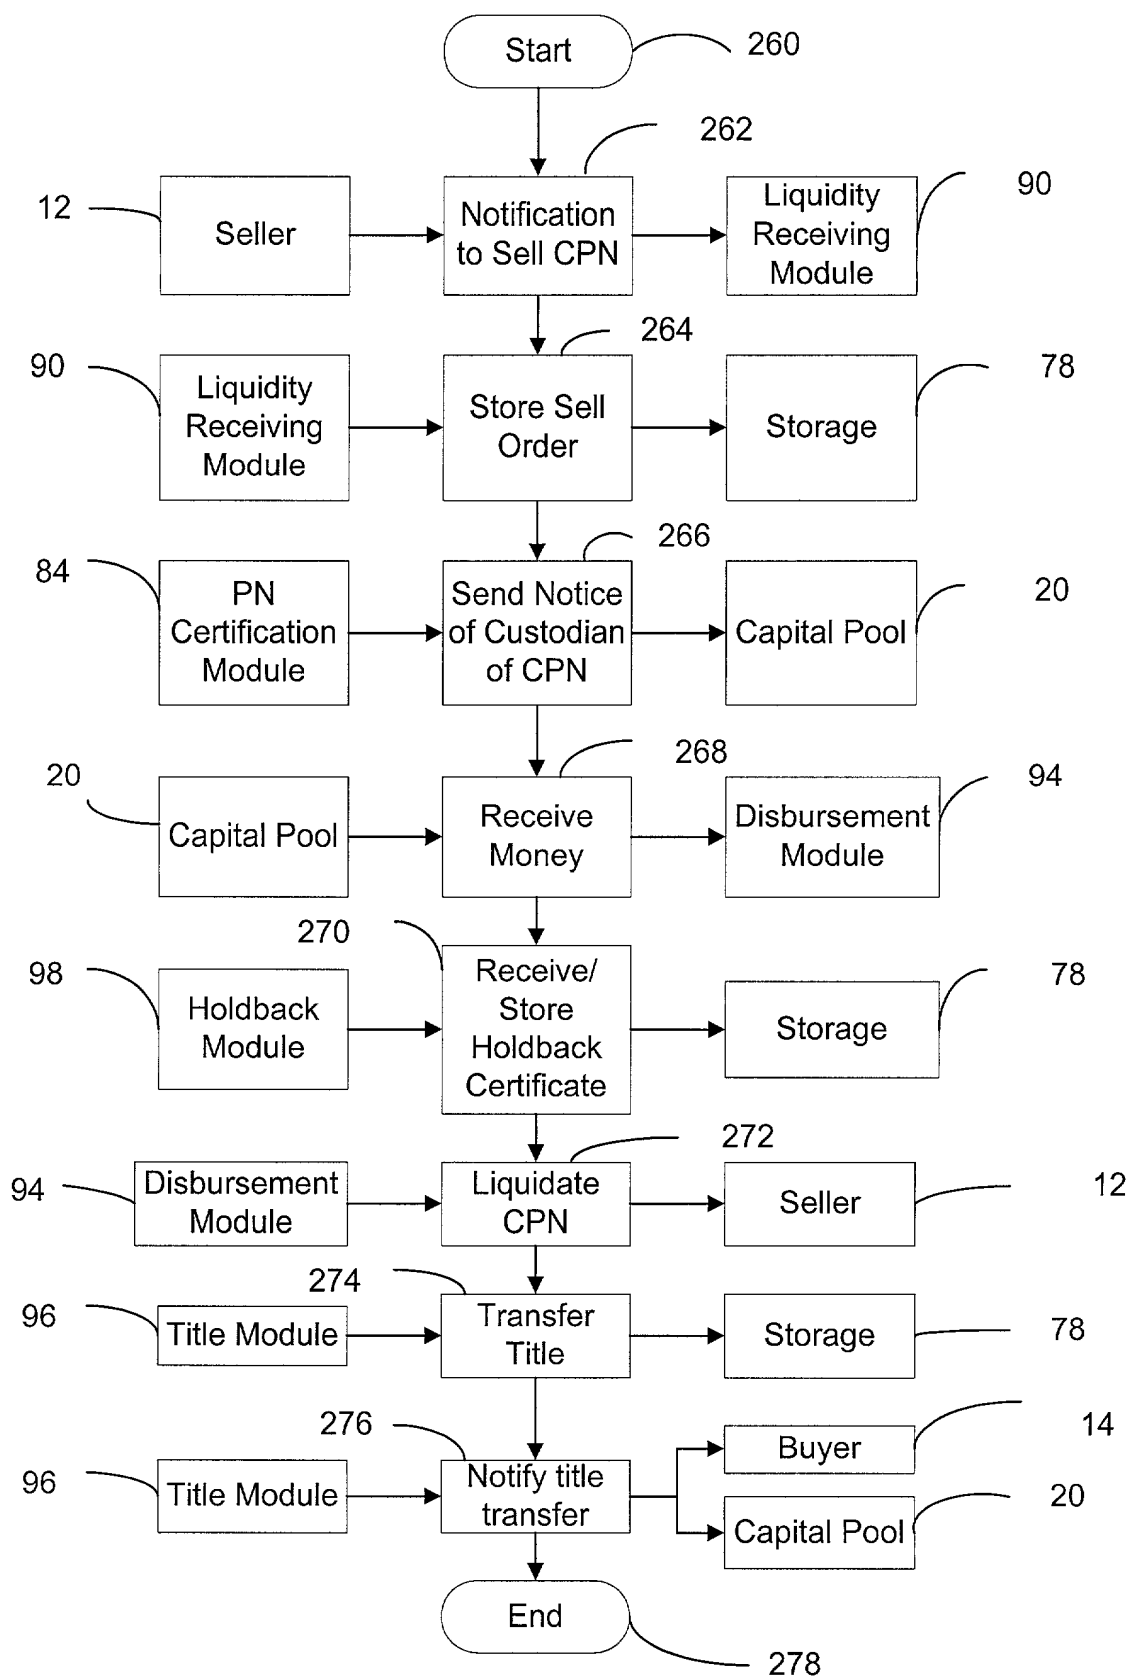 Start
260
262
12
Seller
Notification
to Sell CPN
Liquidity
Receiving
Module
90
264
90
Liquidity
Receiving
Module
Store Sell
Order
Storage
78
266
84
PN
Certification
Module
Send Notice
of Custodian
of CPN
Capital Pool
20
268
20
Capital Pool
Receive
Money
Disbursement
Module
94
270
98
Holdback
Module
Receive/
Store
Holdback
Certificate
Storage
78
272
94
Disbursement
Module
Liquidate
CPN
Seller
12
274
96
Title Module
Transfer
Title
Storage
78
276
96
Title Module
Notify title
transfer
Buyer
14
Capital Pool
20
End
278